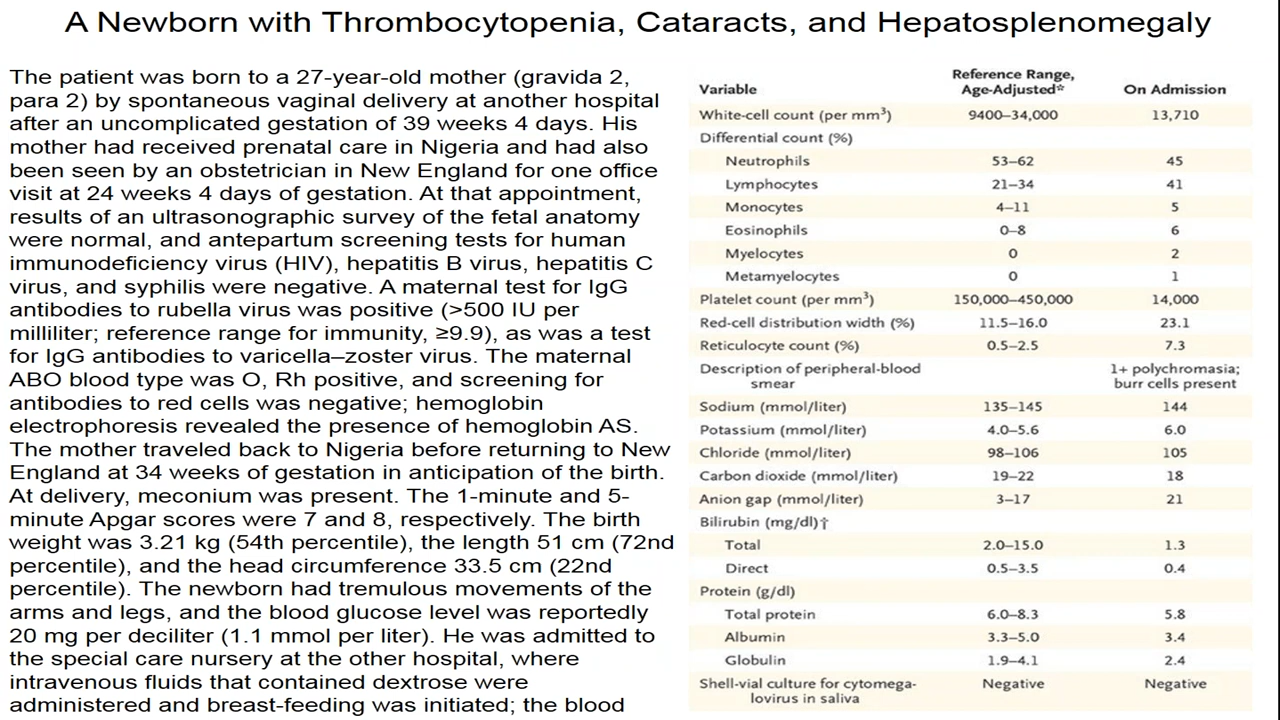 A Newborn with Thrombocytopenia, Cataracts, and Hepatosplenomegaly
The patient was born to a 27-year-old mother (gravida 2,
para 2) by spontaneous vaginal delivery at another hospital
after an uncomplicated gestation of 39 weeks 4 days. His
mother had received prenatal care in Nigeria and had also
been seen by an obstetrician in New England for one office
visit at 24 weeks 4 days of gestation. At that appointment,
results of an ultrasonographic survey of the fetal anatomy
were normal, and antepartum screening tests for human
immunodeficiency virus (HIV), hepatitis B virus, hepatitis C
virus, and syphilis were negative. A maternal test for IgG
antibodies to rubella virus was positive (>500 IU per
milliliter; reference range for immunity, ≥9.9), as was a test
for IgG antibodies to varicella–zoster virus. The maternal
ABO blood type was O, Rh positive, and screening for
antibodies to red cells was negative; hemoglobin
electrophoresis revealed the presence of hemoglobin AS.
The mother traveled back to Nigeria before returning to New
England at 34 weeks of gestation in anticipation of the birth.
At delivery, meconium was present. The 1-minute and 5-
minute Apgar scores were 7 and 8, respectively. The birth
weight was 3.21 kg (54th percentile), the length 51 cm (72nd
percentile), and the head circumference 33.5 cm (22nd
percentile). The newborn had tremulous movements of the
arms and legs, and the blood glucose level was reportedly
20 mg per deciliter (1.1 mmol per liter). He was admitted to
the special care nursery at the other hospital, where
intravenous fluids that contained dextrose were
administered and breast-feeding was initiated; the blood
Variable Reference Range, Age-Adjusted* On Admission
White-cell count (per mm³) 9400–34,000 13,710
Differential count (%)
Neutrophils 53–62 45
Lymphocytes 21–34 41
Monocytes 4–11 5
Eosinophils 0–8 6
Myelocytes 0 2
Metamyelocytes 0 1
Platelet count (per mm³) 150,000–450,000 14,000
Red-cell distribution width (%) 11.5–16.0 23.1
Reticulocyte count (%) 0.5–2.5 7.3
Description of peripheral-blood 1+ polychromasia;
smear burr cells present
Sodium (mmol/liter) 135–145 144
Potassium (mmol/liter) 4.0–5.6 6.0
Chloride (mmol/liter) 98–106 105
Carbon dioxide (mmol/liter) 19–22 18
Anion gap (mmol/liter) 3–17 21
Bilirubin (mg/dl)†
Total 2.0–15.0 1.3
Direct 0.5–3.5 0.4
Protein (g/dl)
Total protein 6.0–8.3 5.8
Albumin 3.3–5.0 3.4
Globulin 1.9–4.1 2.4
Shell-vial culture for cytomega- Negative Negative
lovirus in saliva